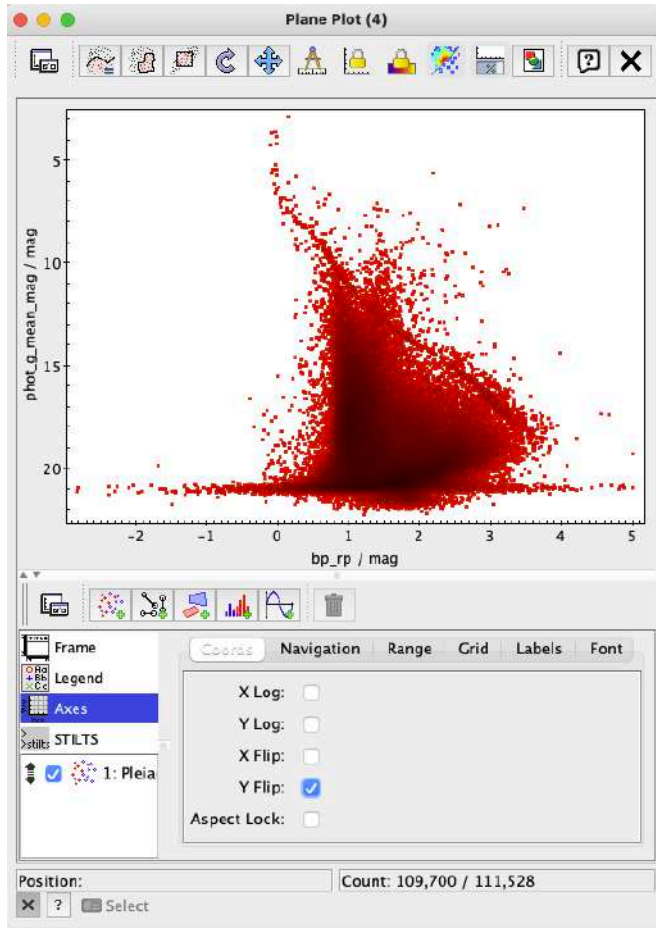 Plane Plot (4)
phot_g_mean_mag / mag
5
10
15
20
-2 -1 0 1 2 3 4 5
bp_rp / mag
Frame
Legend
Axes
>stilts STILTS
1: Pleia
Coords Navigation Range Grid Labels Font
X Log:
Y Log:
X Flip:
Y Flip:
Aspect Lock:
Position: Count: 109,700 / 111,528
? Select